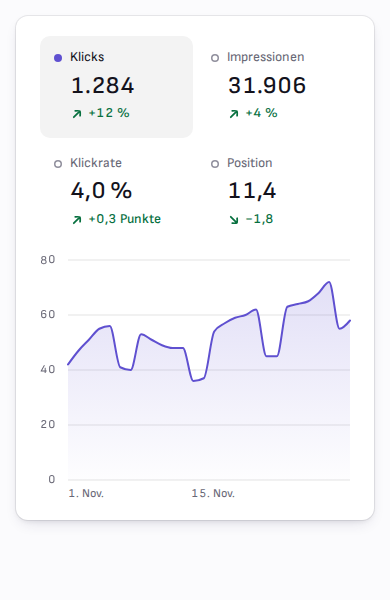 Klicks
1.284
+12 %
Impressionen
31.906
+4 %
Klickrate
4,0 %
+0,3 Punkte
Position
11,4
−1,8
80
60
40
20
0
1. Nov.
15. Nov.